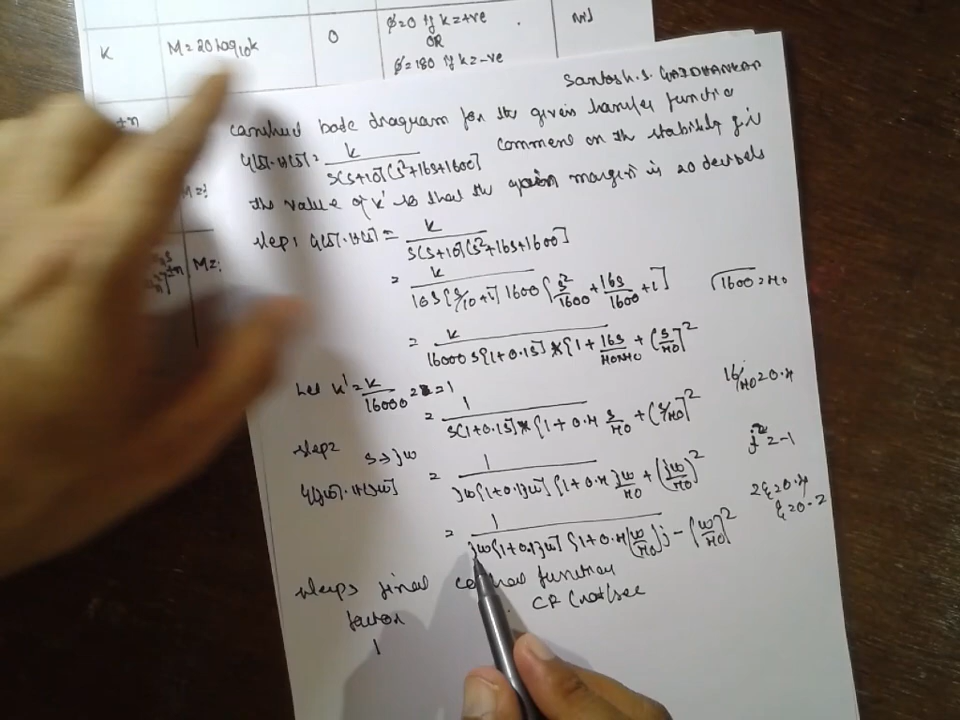 K M = 20 log10k 0 ϕ=0 if k=+ve
OR
ϕ=180 if k=-ve
Santosh.S.
M=:
M=:
construct bode diagram for the given transfer function
G(s).H(s) = K / s(s+10)(s²+16s+1600) comment on the stability
the value of 'k' so that the gain margin is 20 decibels
step1 G(s).H(s) = K / s(s+10)(s²+16s+1600)
= K / 10s[s/10+1] 1600 [s²/1600 + 16s/1600 + 1] √1600 = 40
= K / 16000 s[1+0.1s] × [1 + 16s/40×40 + (s/40)²]
Let K' = K/16000 = 1 16/40=0.4
= 1 / s(1+0.1s) × [1+0.4 s/40 + (s/40)²]
step2 s→jω j²=-1
G(jω).H(jω) = 1 / jω[1+0.1jω] [1+0.4 jω/40 + (jω/40)²] 2ξ=0.4
ξ=0.2
= 1 / jω[1+0.1jω] [1+0.4(ω/40)j - (ω/40)²]
step3 function
factor CF (rad/sec
1